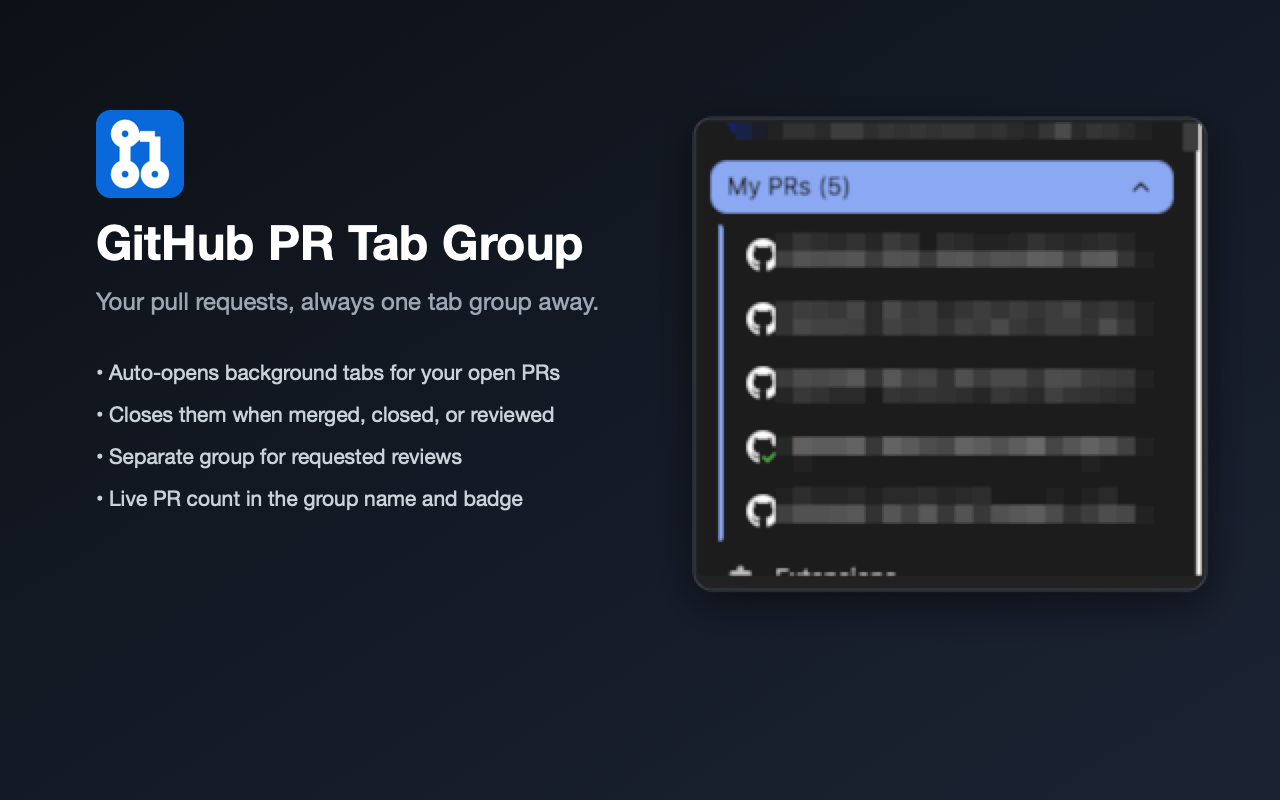 GitHub PR Tab Group
Your pull requests, always one tab group away.
• Auto-opens background tabs for your open PRs
• Closes them when merged, closed, or reviewed
• Separate group for requested reviews
• Live PR count in the group name and badge
My PRs (5)
Extensions